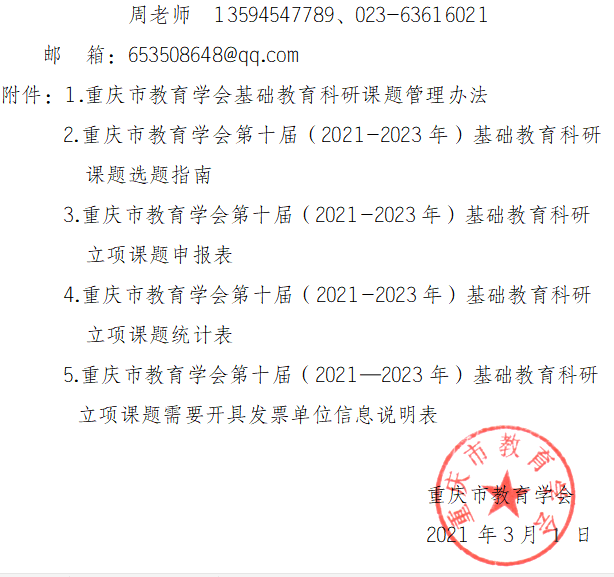 周老师 13594547789、023-63616021
邮 箱：653508648@qq.com
附件：1.重庆市教育学会基础教育科研课题管理办法
2.重庆市教育学会第十届（2021-2023 年）基础教育科研
课题选题指南
3.重庆市教育学会第十届（2021-2023 年）基础教育科研
立项课题申报表
4.重庆市教育学会第十届（2021-2023 年）基础教育科研
立项课题统计表
5.重庆市教育学会第十届（2021—2023 年）基础教育科研
立项课题需要开具发票单位信息说明表
重庆市教育学会
重庆市教育学会
2021 年 3 月 1 日